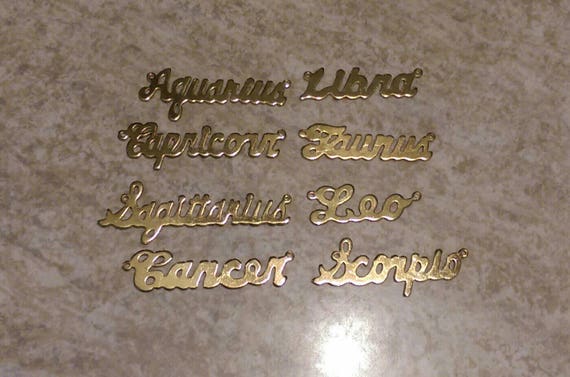 Aquarius Libra
Capricorn Taurus
Sagittarius Leo
Cancer Scorpio